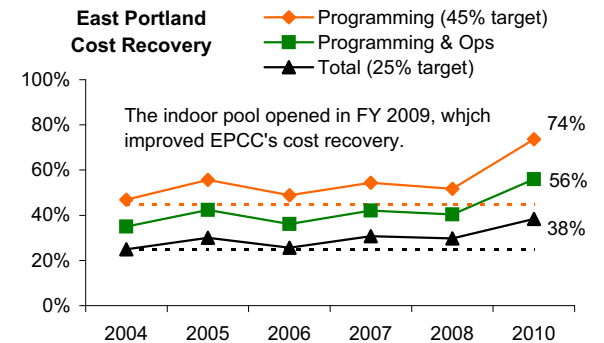 East Portland
Cost Recovery
Programming (45% target)
Programming & Ops
Total (25% target)
100%
80%
60%
40%
20%
0%
The indoor pool opened in FY 2009, whjch
improved EPCC's cost recovery.
74%
56%
38%
2004 2005 2006 2007 2008 2010